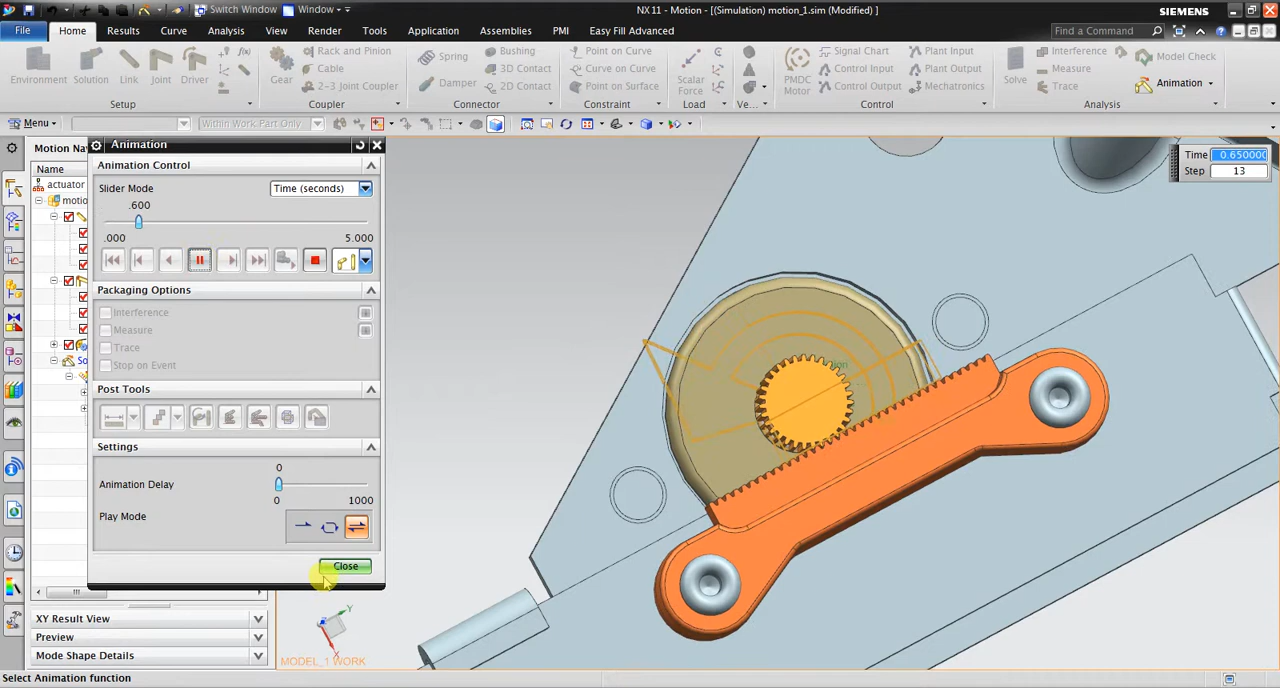 NX 11 - Motion - [(Simulation) motion_1.sim (Modified) ]
SIEMENS
Switch Window
Window
File
Home
Results
Curve
Analysis
View
Render
Tools
Application
Assemblies
PMI
Easy Fill Advanced
Find a Command
Environment
Solution
Link
Joint
Driver
Setup
Gear
Rack and Pinion
Cable
2-3 Joint Coupler
Coupler
Spring
Damper
Bushing
3D Contact
2D Contact
Connector
Point on Curve
Curve on Curve
Point on Surface
Constraint
Scalar
Force
Load
Ve...
PMDC
Motor
Signal Chart
Control Input
Control Output
Plant Input
Plant Output
Mechatronics
Control
Solve
Interference
Measure
Trace
Model Check
Animation
Analysis
Menu
Within Work Part Only
Motion Na
Name
actuator
motio
So
Animation
Animation Control
Slider Mode
Time (seconds)
.600
.000
5.000
Packaging Options
Interference
Measure
Trace
Stop on Event
Post Tools
Settings
0
Animation Delay
0
1000
Play Mode
Close
XY Result View
Preview
Mode Shape Details
Time
0.650000
Step
13
Y
X
MODEL_1 WORK
Select Animation function